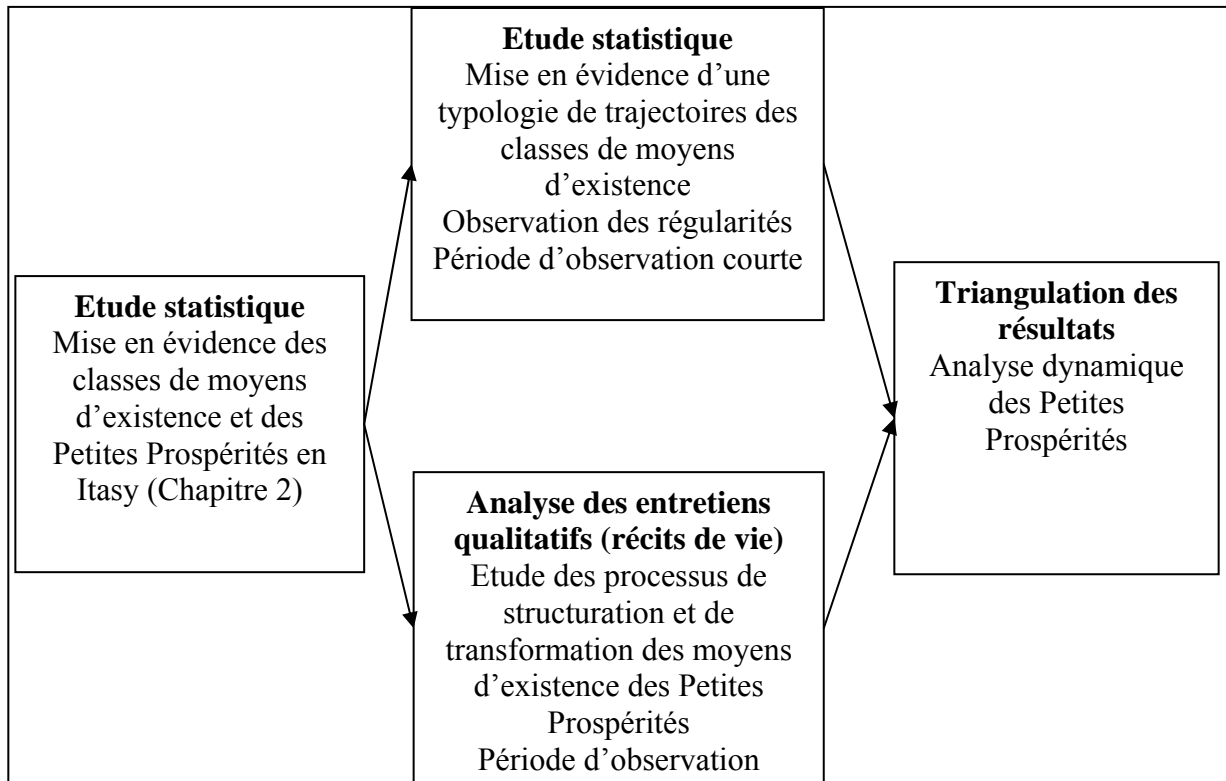 Etude statistique
Mise en évidence des
classes de moyens
d’existence et des
Petites Prospérités en
Itasy (Chapitre 2)
Etude statistique
Mise en évidence d’une
typologie de trajectoires des
classes de moyens
d’existence
Observation des régularités
Période d’observation courte
Analyse des entretiens
qualitatifs (récits de vie)
Etude des processus de
structuration et de
transformation des moyens
d’existence des Petites
Prospérités
Période d’observation
Triangulation des
résultats
Analyse dynamique
des Petites
Prospérités